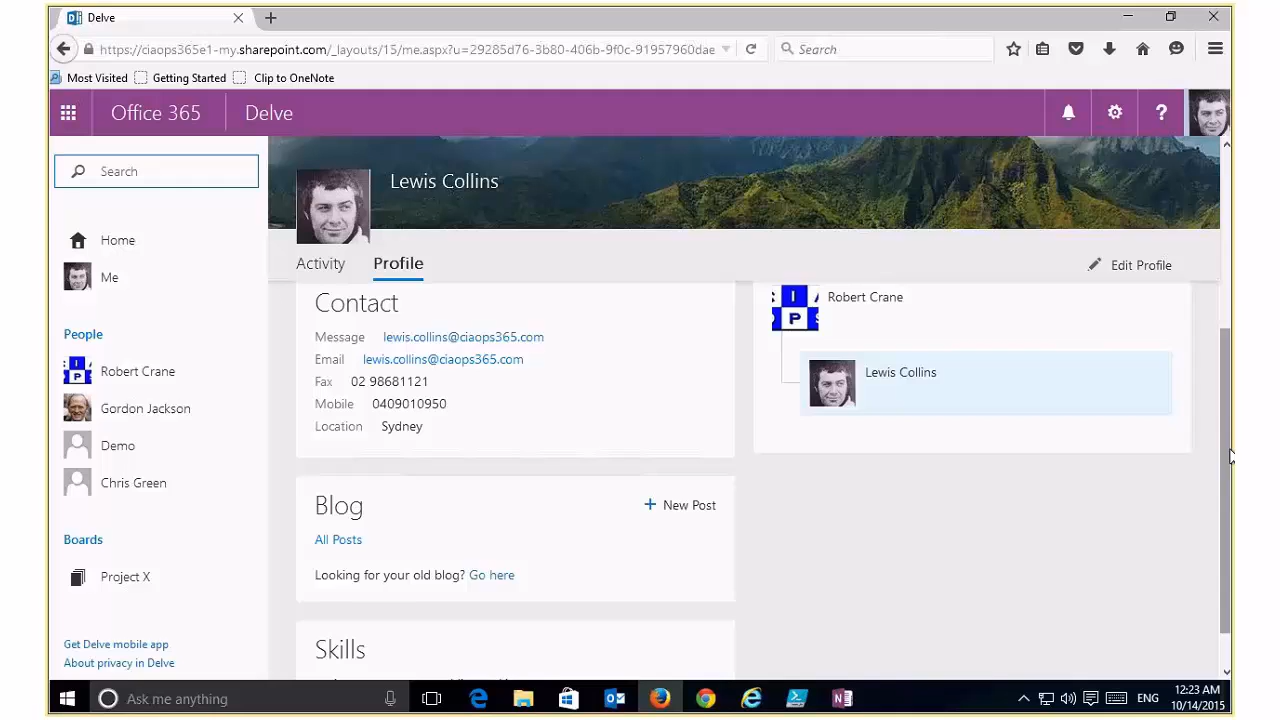 Delve
https://ciaops365e1-my.sharepoint.com/_layouts/15/me.aspx?u=29285d76-3b80-406b-9f0c-91957960dae
Search
Most Visited Getting Started Clip to OneNote
Office 365 Delve ?
Search
Lewis Collins
Home
Me
Activity Profile Edit Profile
People
Robert Crane
Gordon Jackson
Demo
Chris Green
Boards
Project X
Get Delve mobile app
About privacy in Delve
Contact
Message lewis.collins@ciaops365.com
Email lewis.collins@ciaops365.com
Fax 02 98681121
Mobile 0409010950
Location Sydney
Robert Crane
Lewis Collins
Blog + New Post
All Posts
Looking for your old blog? Go here
Skills
Ask me anything
ENG
12:23 AM
10/14/2015